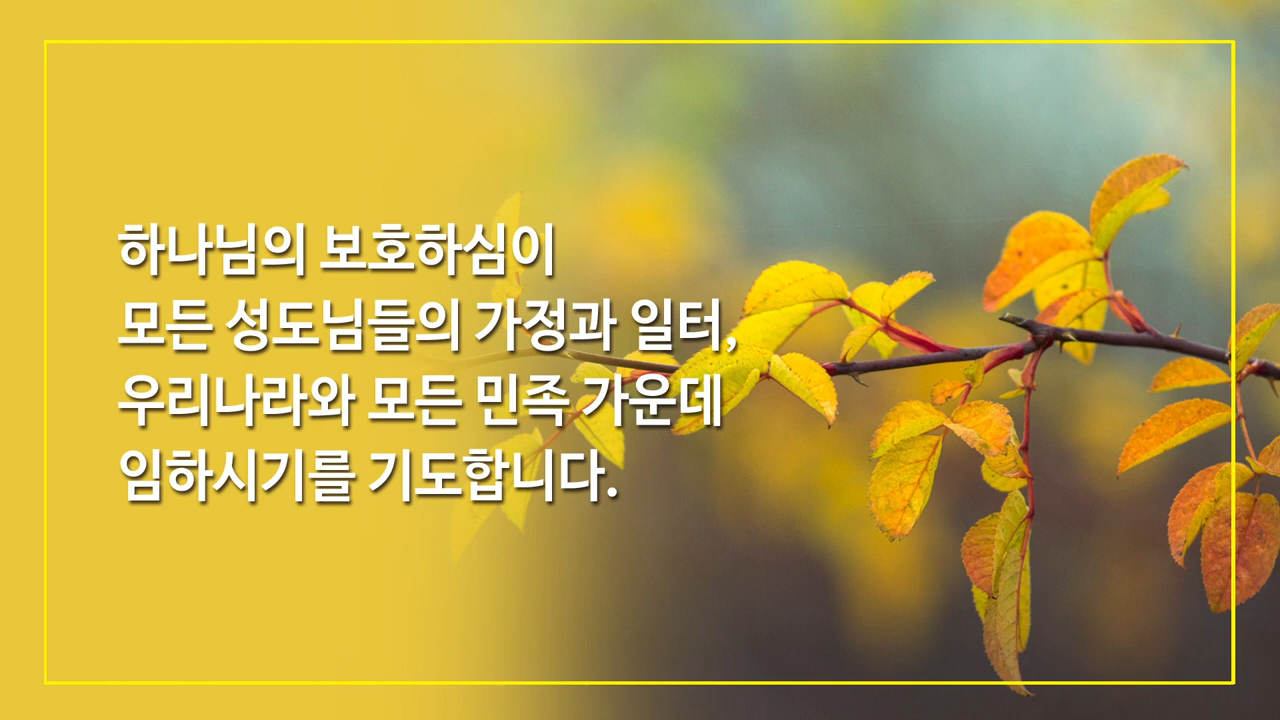 하나님의 보호하심이
모든 성도님들의 가정과 일터,
우리나라와 모든 민족 가운데
임하시기를 기도합니다.